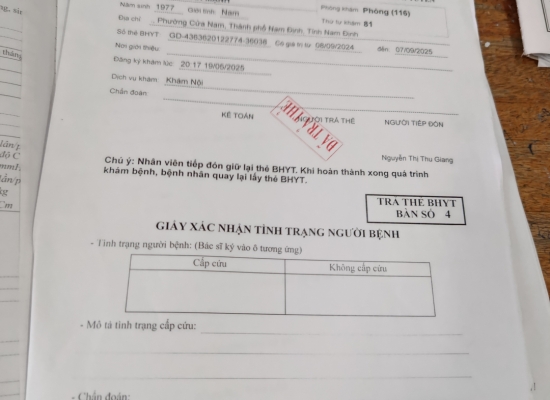 Năm sinh 1977 Giới tính: Nam Phòng khám Phòng (116)
Địa chỉ Phường Cửa Nam, Thành phố Nam Định, Tỉnh Nam Định Thứ tự khám 81
Số thẻ BHYT: GD-4363620122774-36038 Có giá trị từ 08/09/2024 đến: 07/09/2025
Nơi giới thiệu:
Đăng ký khám lúc: 20:17 19/06/2025
Dịch vụ khám: Khám Nội
Chẩn đoán:
KẾ TOÁN NGƯỜI TRẢ THẺ NGƯỜI TIẾP ĐÓN
ĐÃ TRẢ THẺ
Nguyễn Thị Thu Giang
Chú ý: Nhân viên tiếp đón giữ lại thẻ BHYT. Khi hoàn thành xong quá trình
khám bệnh, bệnh nhân quay lại lấy thẻ BHYT.
TRẢ THẺ BHYT
BÀN SỐ 4
GIẤY XÁC NHẬN TÌNH TRẠNG NGƯỜI BỆNH
- Tình trạng người bệnh: (Bác sĩ ký vào ô tương ứng)
Cấp cứu Không cấp cứu
- Mô tả tình trạng cấp cứu:
- Chẩn đoán: